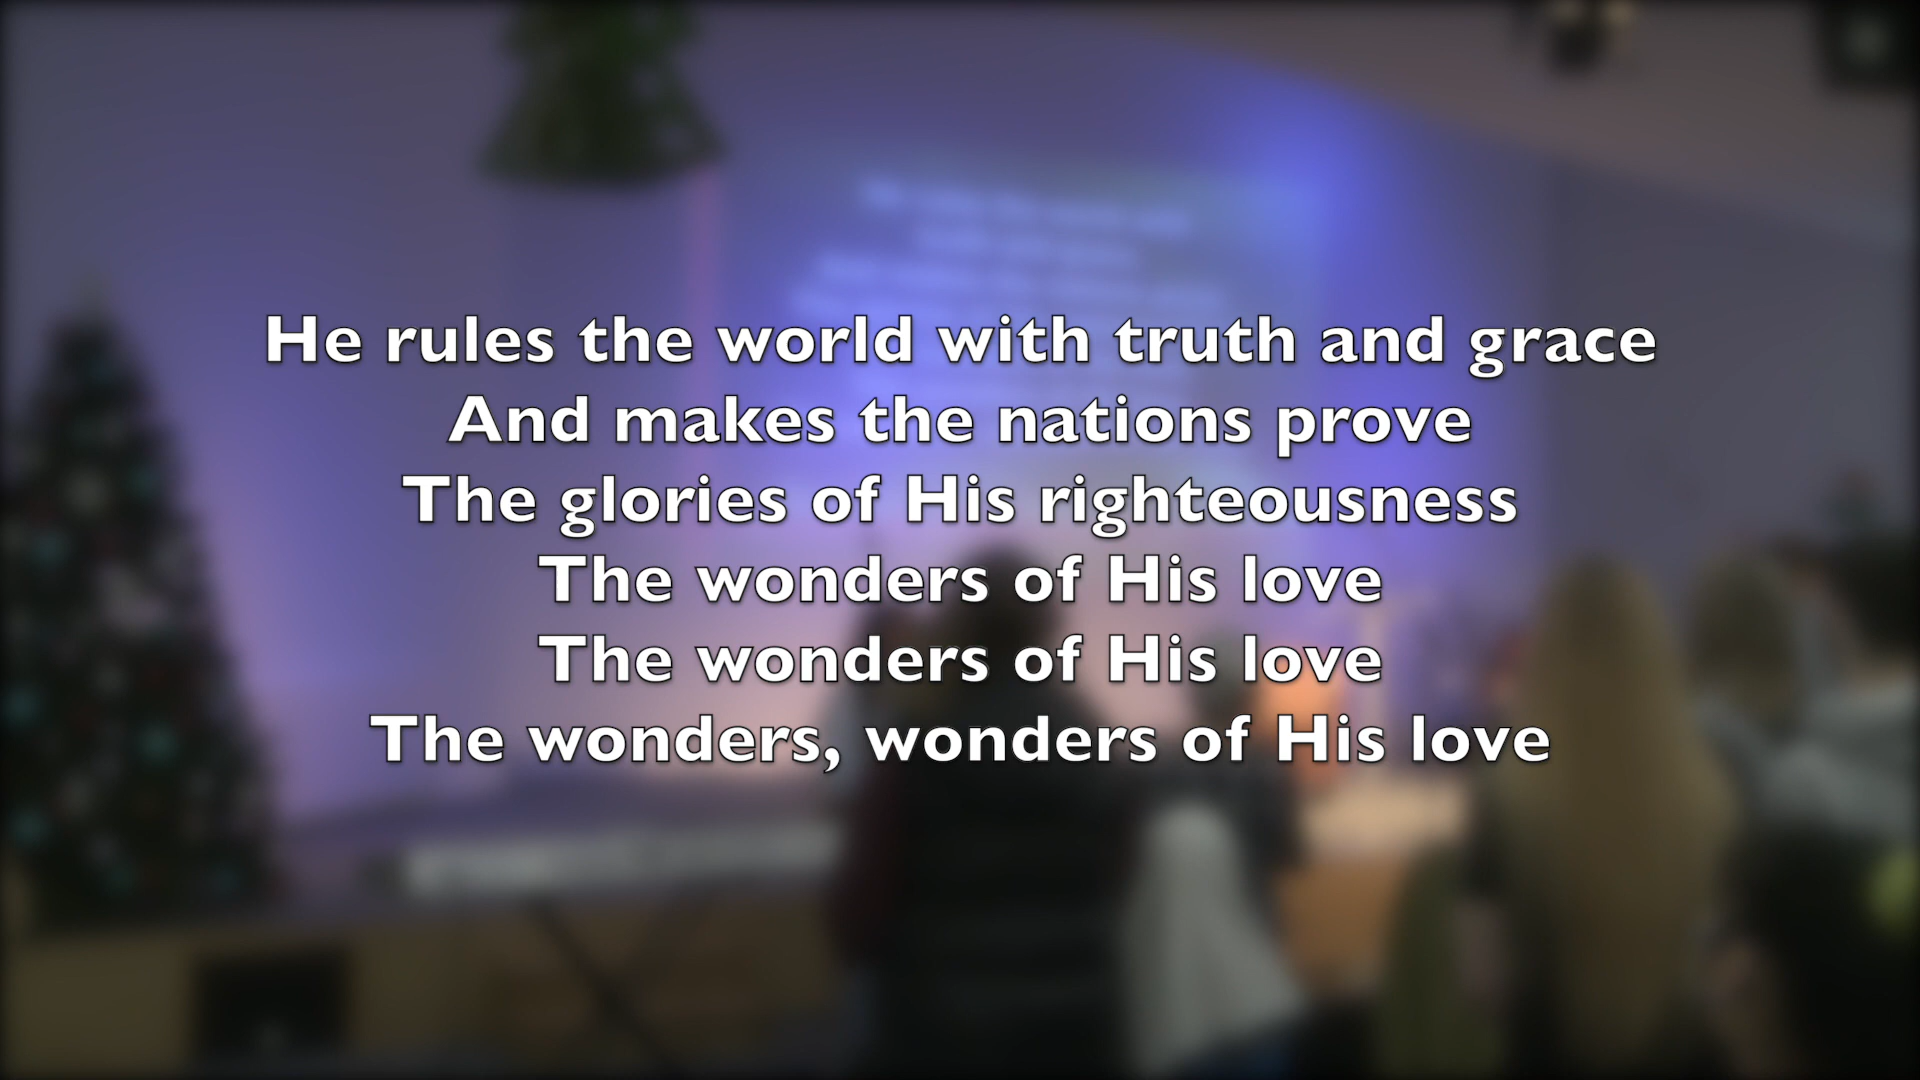 He rules the world with truth and grace
And makes the nations prove
The glories of His righteousness
The wonders of His love
The wonders of His love
The wonders, wonders of His love